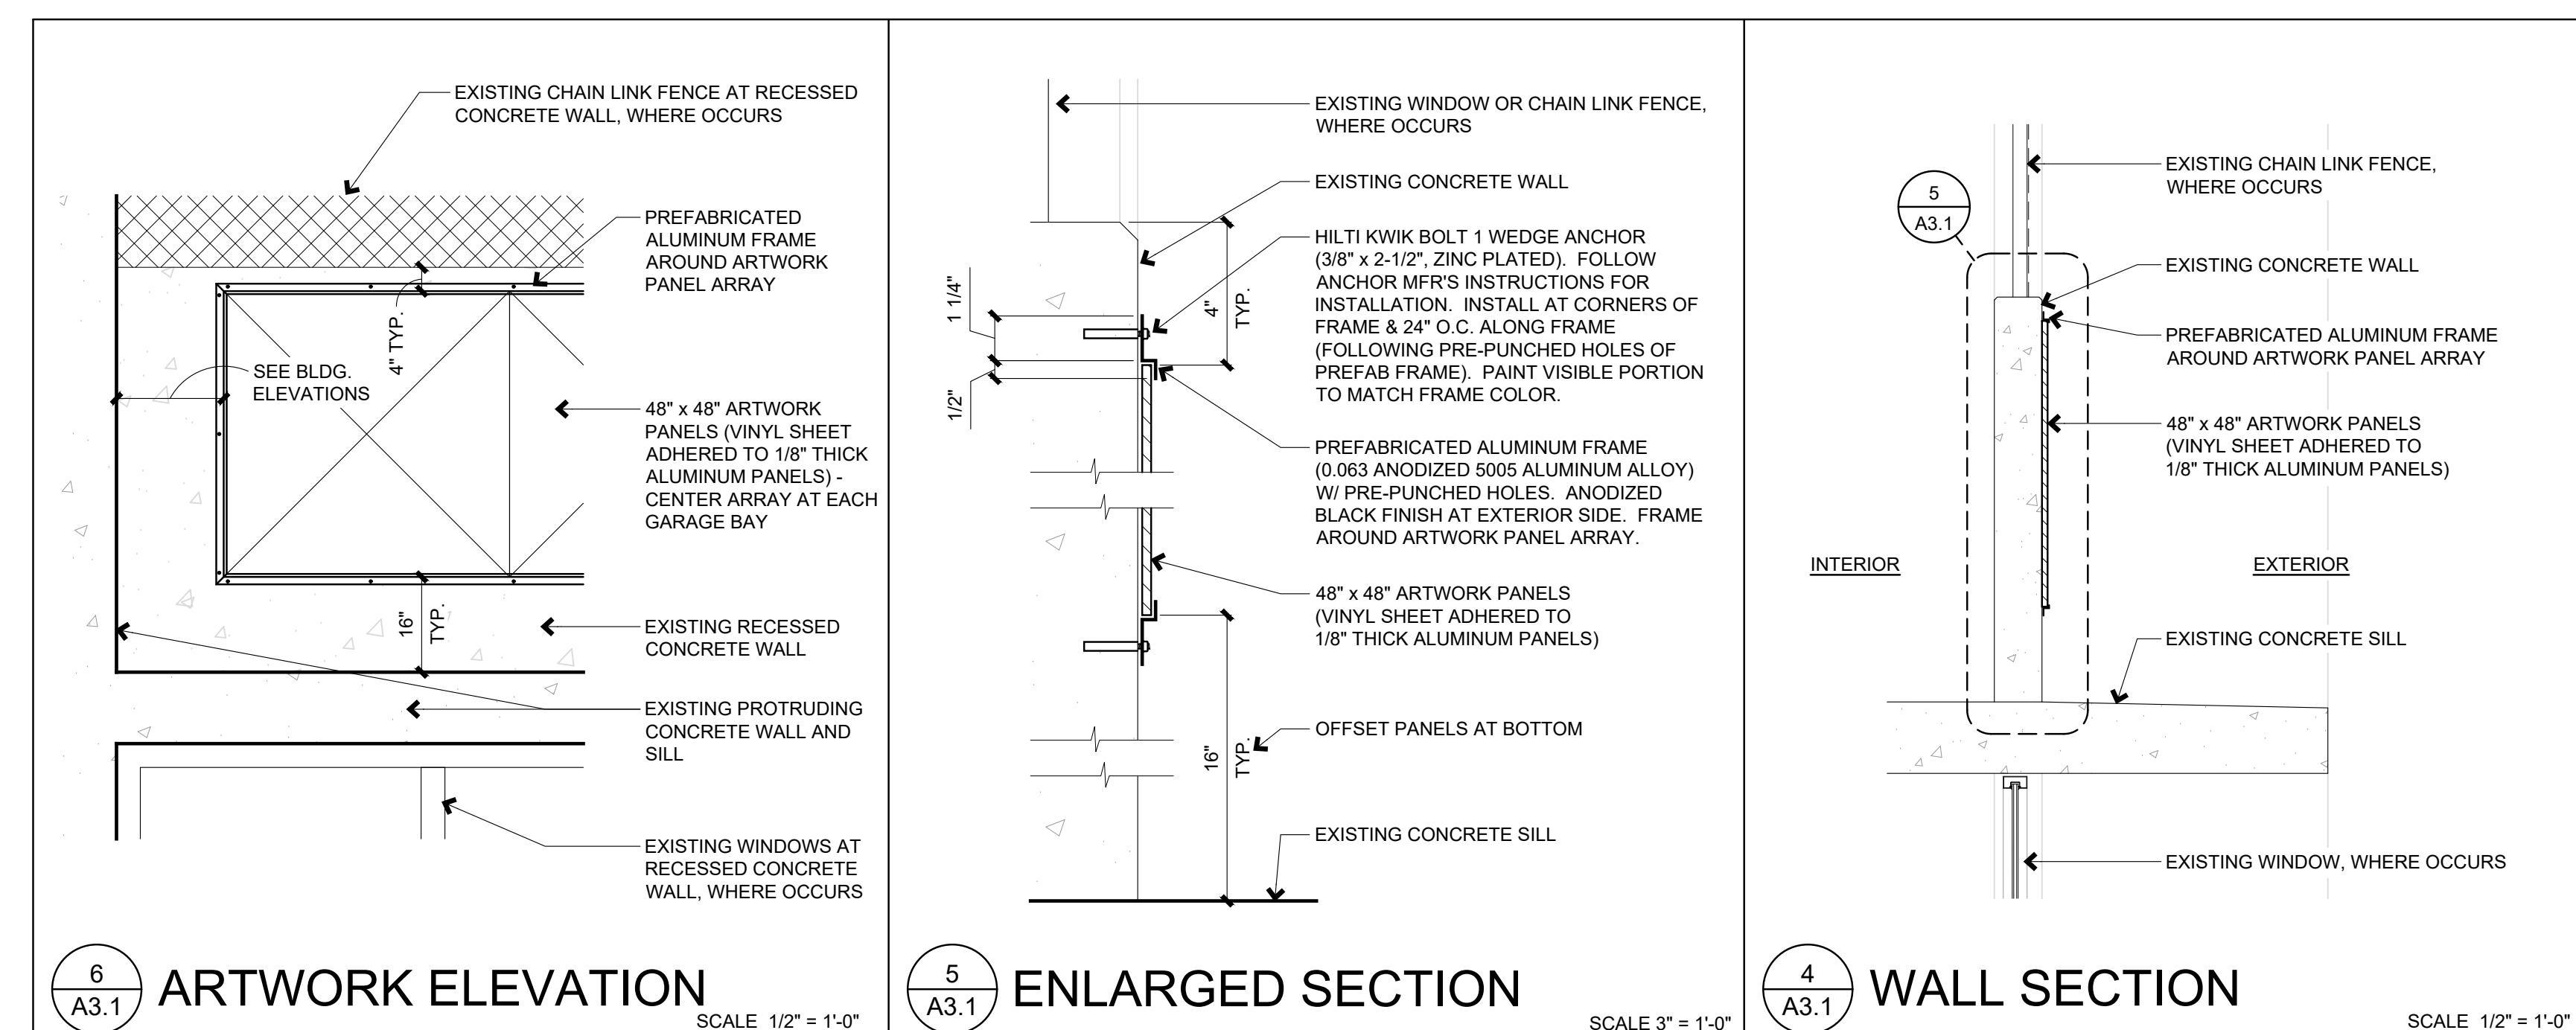 EXISTING CHAIN LINK FENCE AT RECESSED
CONCRETE WALL, WHERE OCCURS
PREFABRICATED
ALUMINUM FRAME
AROUND ARTWORK
PANEL ARRAY
4" TYP.
SEE BLDG.
ELEVATIONS
48" x 48" ARTWORK
PANELS (VINYL SHEET
ADHERED TO 1/8" THICK
ALUMINUM PANELS) -
CENTER ARRAY AT EACH
GARAGE BAY
16"
TYP.
EXISTING RECESSED
CONCRETE WALL
EXISTING PROTRUDING
CONCRETE WALL AND
SILL
EXISTING WINDOWS AT
RECESSED CONCRETE
WALL, WHERE OCCURS
6
A3.1
ARTWORK ELEVATION
SCALE 1/2" = 1'-0"
EXISTING WINDOW OR CHAIN LINK FENCE,
WHERE OCCURS
EXISTING CONCRETE WALL
HILTI KWIK BOLT 1 WEDGE ANCHOR
(3/8" x 2-1/2", ZINC PLATED). FOLLOW
ANCHOR MFR'S INSTRUCTIONS FOR
INSTALLATION. INSTALL AT CORNERS OF
FRAME & 24" O.C. ALONG FRAME
(FOLLOWING PRE-PUNCHED HOLES OF
PREFAB FRAME). PAINT VISIBLE PORTION
TO MATCH FRAME COLOR.
1 1/4"
1/2"
4"
TYP.
PREFABRICATED ALUMINUM FRAME
(0.063 ANODIZED 5005 ALUMINUM ALLOY)
W/ PRE-PUNCHED HOLES. ANODIZED
BLACK FINISH AT EXTERIOR SIDE. FRAME
AROUND ARTWORK PANEL ARRAY.
48" x 48" ARTWORK PANELS
(VINYL SHEET ADHERED TO
1/8" THICK ALUMINUM PANELS)
OFFSET PANELS AT BOTTOM
16"
TYP.
EXISTING CONCRETE SILL
5
A3.1
ENLARGED SECTION
SCALE 3" = 1'-0"
5
A3.1
EXISTING CHAIN LINK FENCE,
WHERE OCCURS
EXISTING CONCRETE WALL
PREFABRICATED ALUMINUM FRAME
AROUND ARTWORK PANEL ARRAY
48" x 48" ARTWORK PANELS
(VINYL SHEET ADHERED TO
1/8" THICK ALUMINUM PANELS)
INTERIOR
EXTERIOR
EXISTING CONCRETE SILL
EXISTING WINDOW, WHERE OCCURS
4
A3.1
WALL SECTION
SCALE 1/2" = 1'-0"